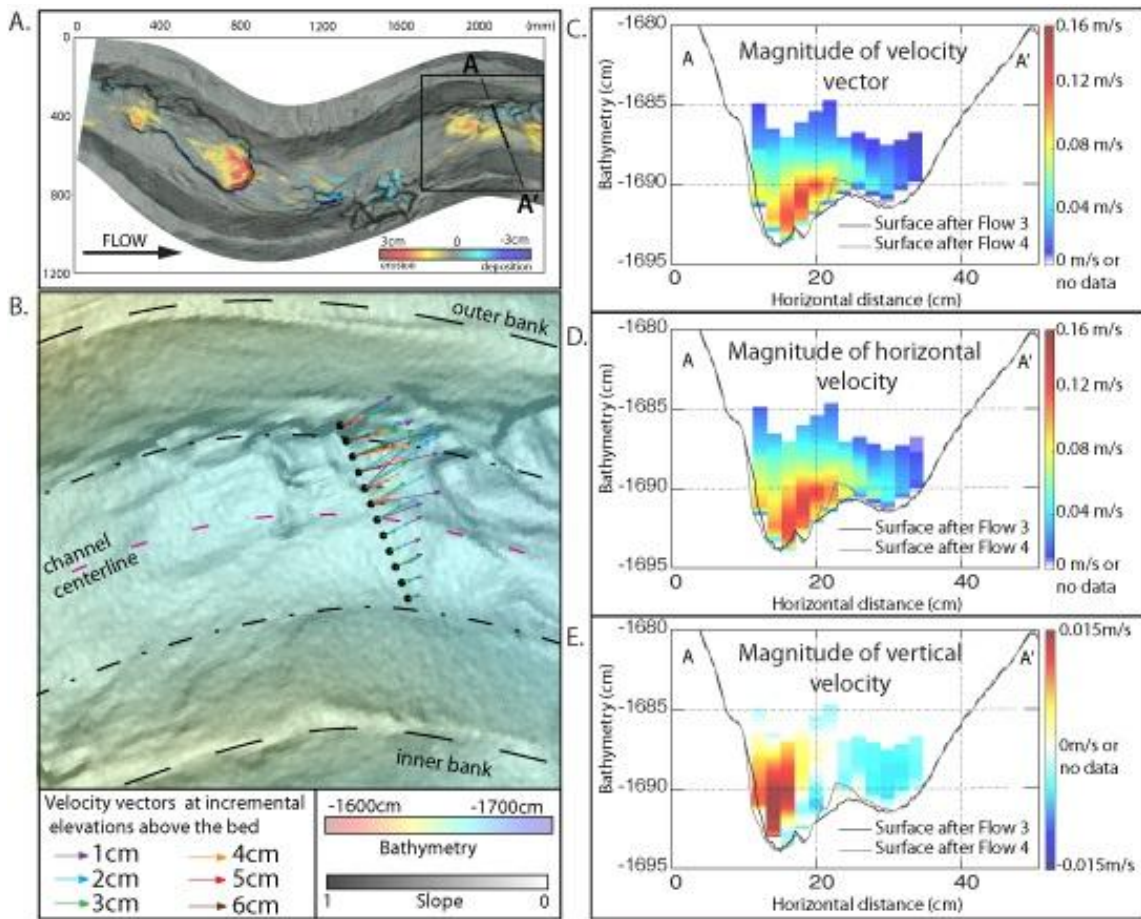 A.
0
400
800
1200
1600
2000
(mm)
0
400
800
1200
A
A'
FLOW
3cm
0
-3cm
erosion
deposition
B.
outer bank
channel
centerline
inner bank
Velocity vectors at incremental
elevations above the bed
1cm
4cm
2cm
5cm
3cm
6cm
-1600cm
-1700cm
Bathymetry
1
Slope
0
C.
-1680
-1685
-1690
-1695
Bathymetry (cm)
A
A'
Magnitude of velocity
vector
Surface after Flow 3
Surface after Flow 4
0
20
40
Horizontal distance (cm)
0.16 m/s
0.12 m/s
0.08 m/s
0.04 m/s
0 m/s or
no data
D.
-1680
-1685
-1690
-1695
Bathymetry (cm)
A
A'
Magnitude of horizontal
velocity
Surface after Flow 3
Surface after Flow 4
0
20
40
Horizontal distance (cm)
0.16 m/s
0.12 m/s
0.08 m/s
0.04 m/s
0 m/s or
no data
E.
-1680
-1685
-1690
-1695
Bathymetry (cm)
A
A'
Magnitude of vertical
velocity
Surface after Flow 3
Surface after Flow 4
0
20
40
Horizontal distance (cm)
0.015m/s
0m/s or
no data
-0.015m/s